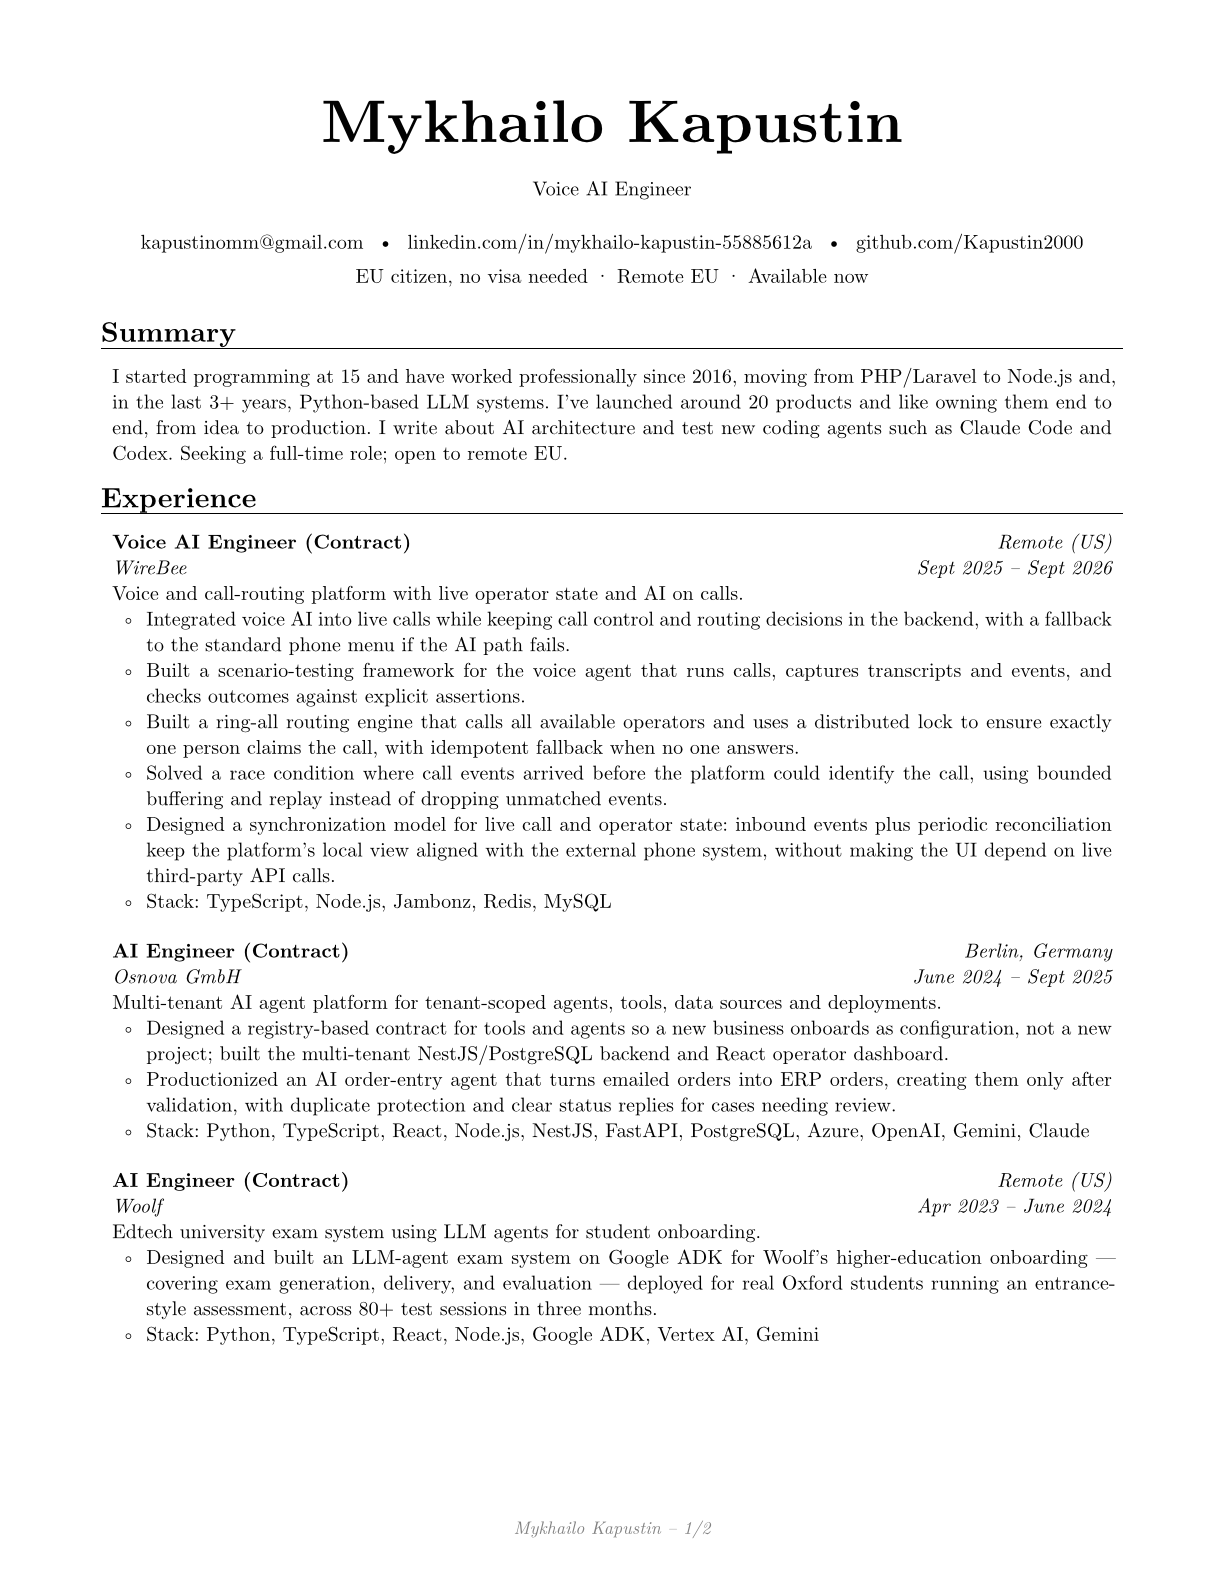 Mykhailo Kapustin
Voice AI Engineer
kapustinomm@gmail.com • linkedin.com/in/mykhailo-kapustin-55885612a • github.com/Kapustin2000
EU citizen, no visa needed · Remote EU · Available now
Summary
I started programming at 15 and have worked professionally since 2016, moving from PHP/Laravel to Node.js and,
in the last 3+ years, Python-based LLM systems. I've launched around 20 products and like owning them end to
end, from idea to production. I write about AI architecture and test new coding agents such as Claude Code and
Codex. Seeking a full-time role; open to remote EU.
Experience
Voice AI Engineer (Contract) Remote (US)
WireBee Sept 2025 – Sept 2026
Voice and call-routing platform with live operator state and AI on calls.
◦ Integrated voice AI into live calls while keeping call control and routing decisions in the backend, with a fallback
to the standard phone menu if the AI path fails.
◦ Built a scenario-testing framework for the voice agent that runs calls, captures transcripts and events, and
checks outcomes against explicit assertions.
◦ Built a ring-all routing engine that calls all available operators and uses a distributed lock to ensure exactly
one person claims the call, with idempotent fallback when no one answers.
◦ Solved a race condition where call events arrived before the platform could identify the call, using bounded
buffering and replay instead of dropping unmatched events.
◦ Designed a synchronization model for live call and operator state: inbound events plus periodic reconciliation
keep the platform's local view aligned with the external phone system, without making the UI depend on live
third-party API calls.
◦ Stack: TypeScript, Node.js, Jambonz, Redis, MySQL
AI Engineer (Contract) Berlin, Germany
Osnova GmbH June 2024 – Sept 2025
Multi-tenant AI agent platform for tenant-scoped agents, tools, data sources and deployments.
◦ Designed a registry-based contract for tools and agents so a new business onboards as configuration, not a new
project; built the multi-tenant NestJS/PostgreSQL backend and React operator dashboard.
◦ Productionized an AI order-entry agent that turns emailed orders into ERP orders, creating them only after
validation, with duplicate protection and clear status replies for cases needing review.
◦ Stack: Python, TypeScript, React, Node.js, NestJS, FastAPI, PostgreSQL, Azure, OpenAI, Gemini, Claude
AI Engineer (Contract) Remote (US)
Woolf Apr 2023 – June 2024
Edtech university exam system using LLM agents for student onboarding.
◦ Designed and built an LLM-agent exam system on Google ADK for Woolf's higher-education onboarding —
covering exam generation, delivery, and evaluation — deployed for real Oxford students running an entrance-
style assessment, across 80+ test sessions in three months.
◦ Stack: Python, TypeScript, React, Node.js, Google ADK, Vertex AI, Gemini
Mykhailo Kapustin – 1/2